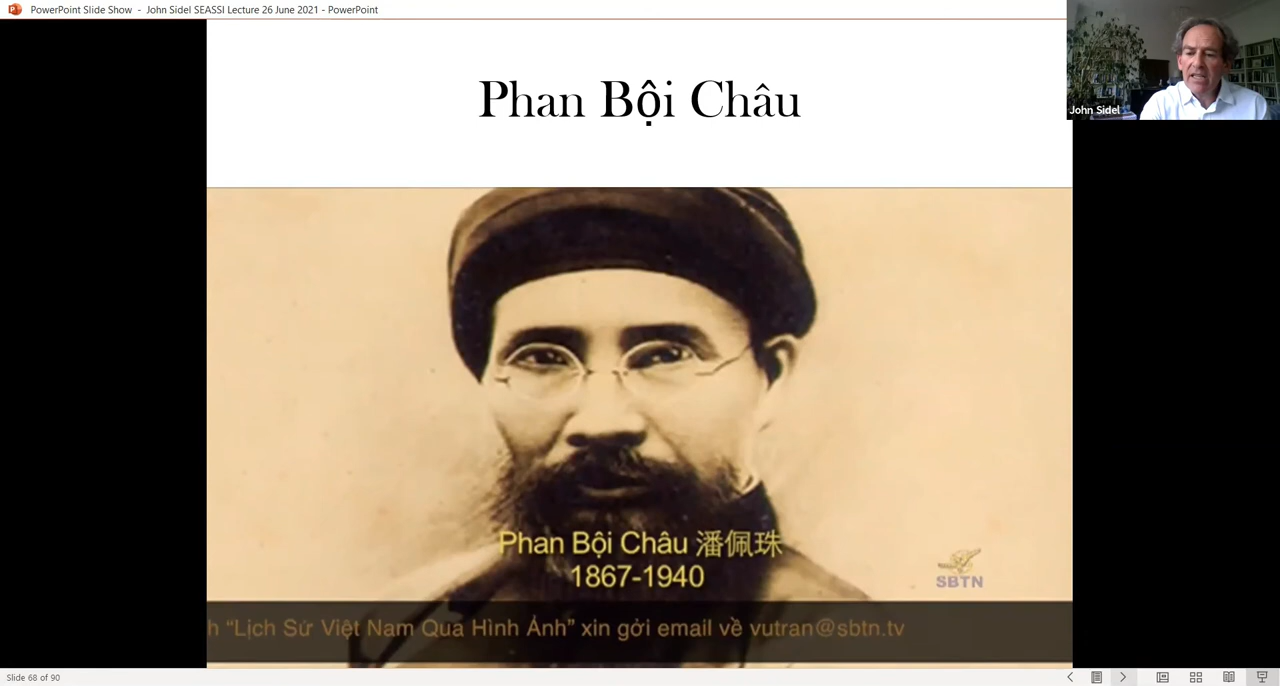 PowerPoint Slide Show - John Sidel SEASSI Lecture 26 June 2021 - PowerPoint
John Sidel
Phan Bội Châu
Phan Bội Châu 潘佩珠
1867-1940
SBTN
h “Lịch Sử Việt Nam Qua Hình Ảnh” xin gởi email về vutran@sbtn.tv
Slide 68 of 90